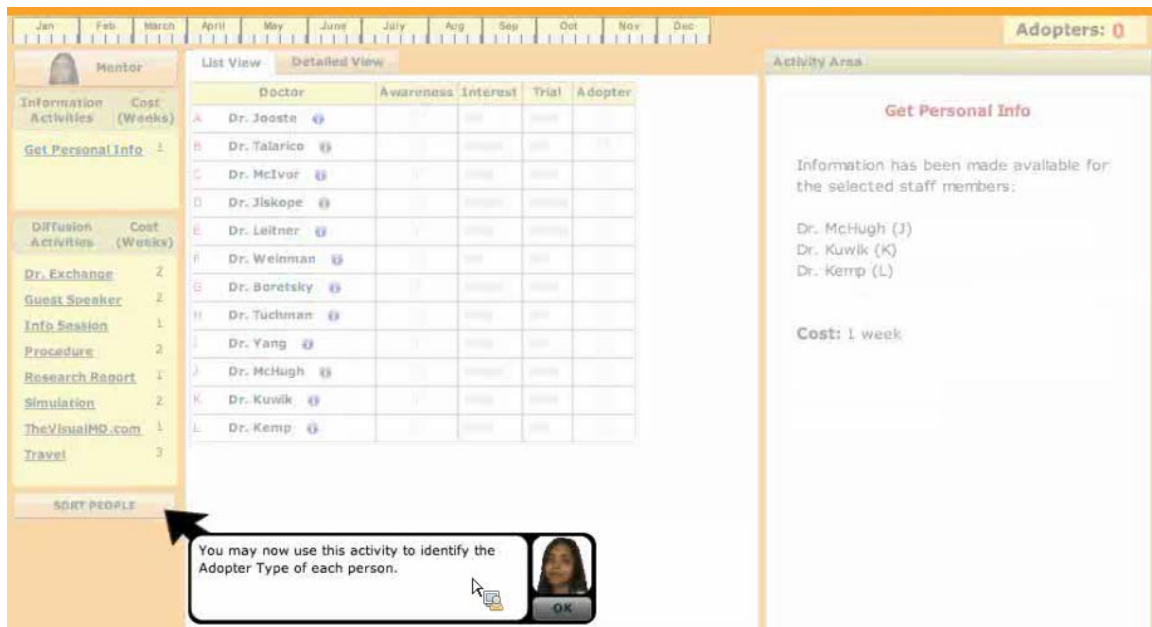 Jan Feb March April May June July Aug Sep Oct Nov Dec
Adopters: 0
Mentor
Information Activities Cost (Weeks)
Get Personal Info 1
Diffusion Activities Cost (Weeks)
Dr. Exchange 2
Guest Speaker 2
Info Session 1
Procedure 2
Research Report 1
Simulation 2
TheVisualMD.com 1
Travel 3
SORT PEOPLE
List View Detailed View
Doctor Awareness Interest Trial Adopter
A Dr. Jooste
B Dr. Talarico
C Dr. McIvor
D Dr. Jiskope
E Dr. Leitner
F Dr. Weinman
G Dr. Boretsky
H Dr. Tuchman
I Dr. Yang
J Dr. McHugh
K Dr. Kuwik
L Dr. Kemp
You may now use this activity to identify the
Adopter Type of each person.
OK
Activity Area
Get Personal Info
Information has been made available for
the selected staff members:
Dr. McHugh (J)
Dr. Kuwik (K)
Dr. Kemp (L)
Cost: 1 week